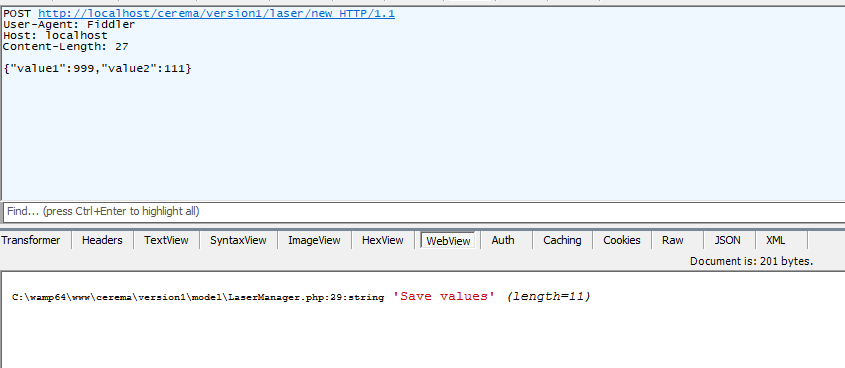 POST http://localhost/cerema/version1/laser/new HTTP/1.1
User-Agent: Fiddler
Host: localhost
Content-Length: 27
{"value1":999,"value2":111}
Find... (press Ctrl+Enter to highlight all)
Transformer Headers TextView SyntaxView ImageView HexView WebView Auth Caching Cookies Raw JSON XML
Document is: 201 bytes.
C:\wamp64\www\cerema\version1\model\LaserManager.php:29:string 'Save values' (length=11)